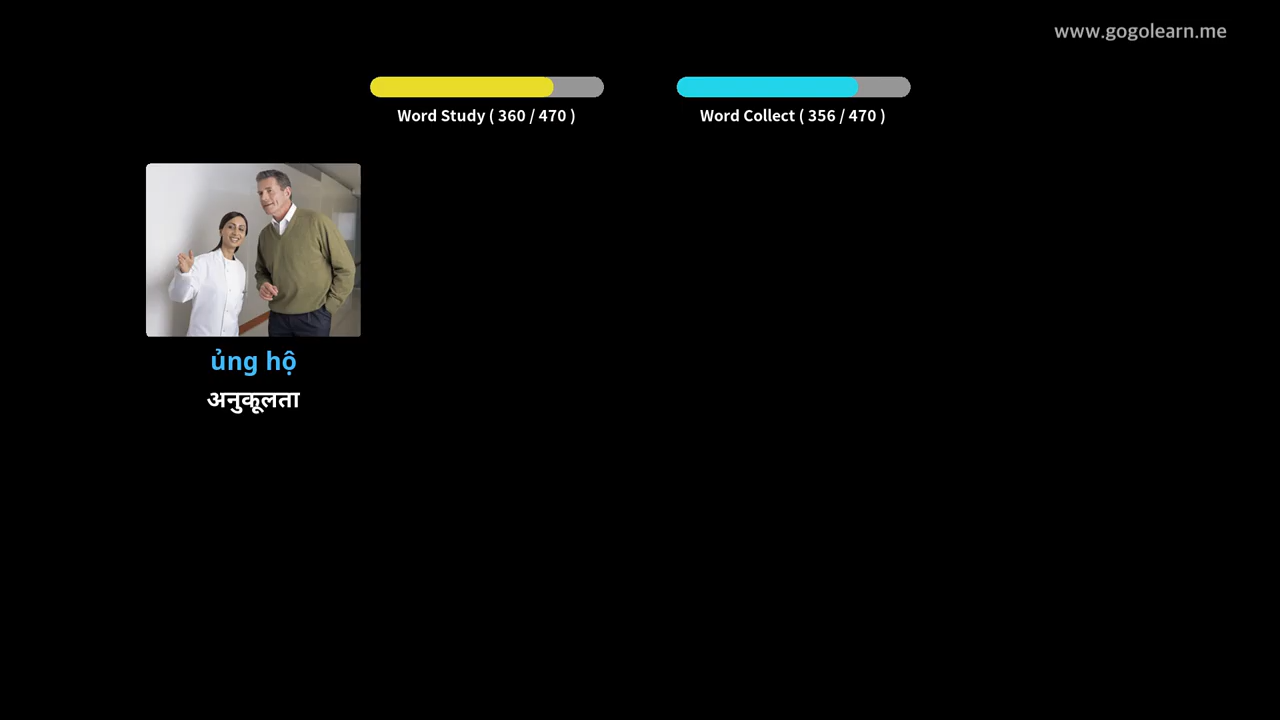 www.gogolearn.me
Word Study ( 360 / 470 )
Word Collect ( 356 / 470 )
ủng hộ
अनुकूलता